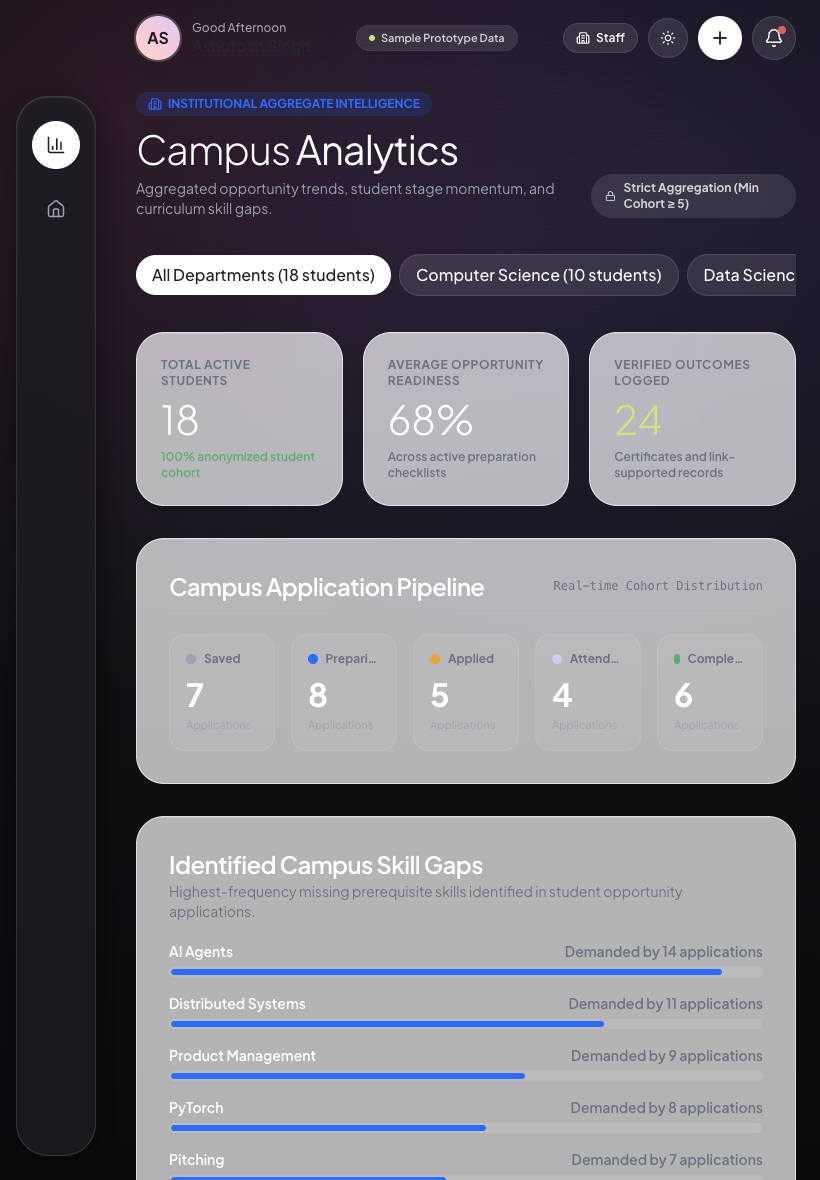 AS
Good Afternoon
Ashutosh Singh
Sample Prototype Data
Staff
INSTITUTIONAL AGGREGATE INTELLIGENCE
Campus Analytics
Aggregated opportunity trends, student stage momentum, and
curriculum skill gaps.
Strict Aggregation (Min
Cohort ≥ 5)
All Departments (18 students)
Computer Science (10 students)
Data Scienc
TOTAL ACTIVE
STUDENTS
18
100% anonymized student
cohort
AVERAGE OPPORTUNITY
READINESS
68%
Across active preparation
checklists
VERIFIED OUTCOMES
LOGGED
24
Certificates and link-
supported records
Campus Application Pipeline
Real-time Cohort Distribution
Saved
7
Applications
Prepari...
8
Applications
Applied
5
Applications
Attend...
4
Applications
Comple...
6
Applications
Identified Campus Skill Gaps
Highest-frequency missing prerequisite skills identified in student opportunity
applications.
AI Agents
Demanded by 14 applications
Distributed Systems
Demanded by 11 applications
Product Management
Demanded by 9 applications
PyTorch
Demanded by 8 applications
Pitching
Demanded by 7 applications